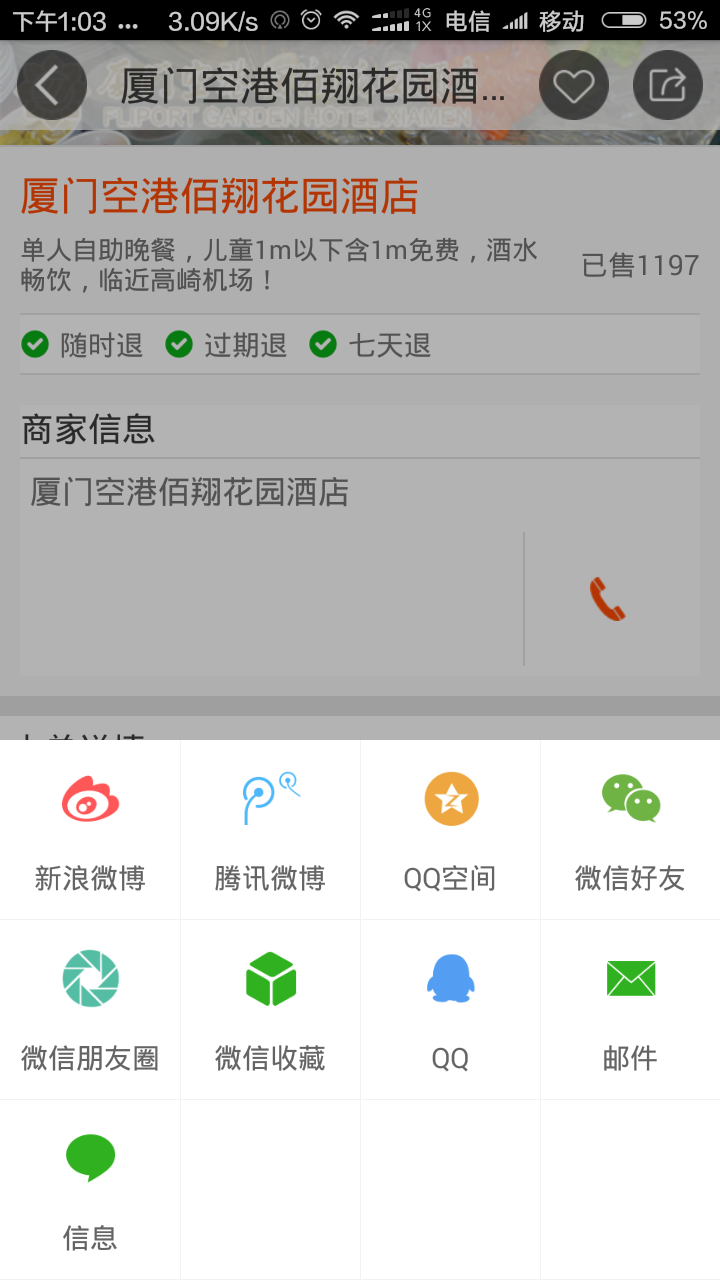 下午1:03 ... 3.09K/s 4G 1X 电信 移动 53%
厦门空港佰翔花园酒...
FLIPORT GARDEN HOTEL XIAMEN
厦门空港佰翔花园酒店
单人自助晚餐，儿童1m以下含1m免费，酒水
畅饮，临近高崎机场！
已售1197
随时退 过期退 七天退
商家信息
厦门空港佰翔花园酒店
新浪微博 腾讯微博 QQ空间 微信好友
微信朋友圈 微信收藏 QQ 邮件
信息